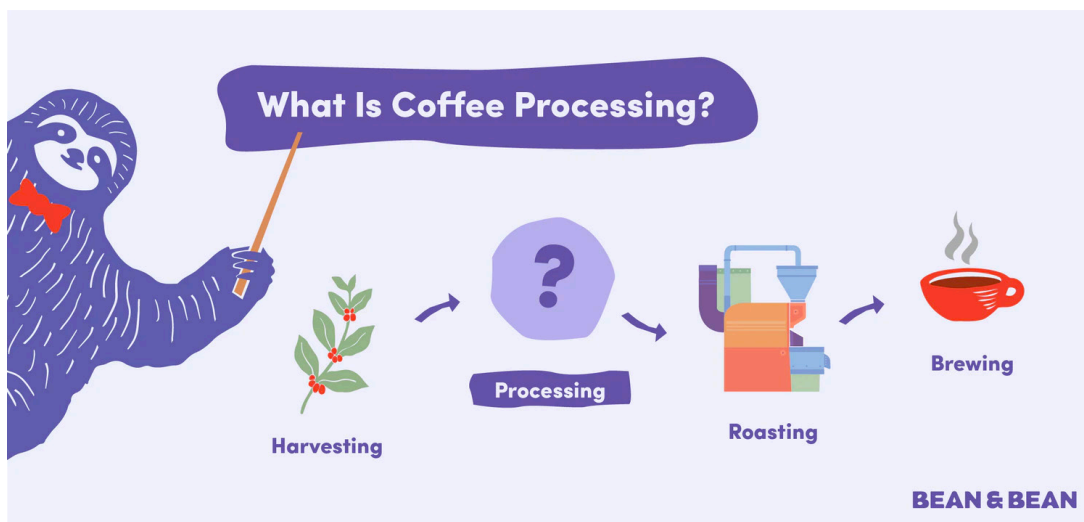 What Is Coffee Processing?
?
Processing
Harvesting
Roasting
Brewing
BEAN & BEAN